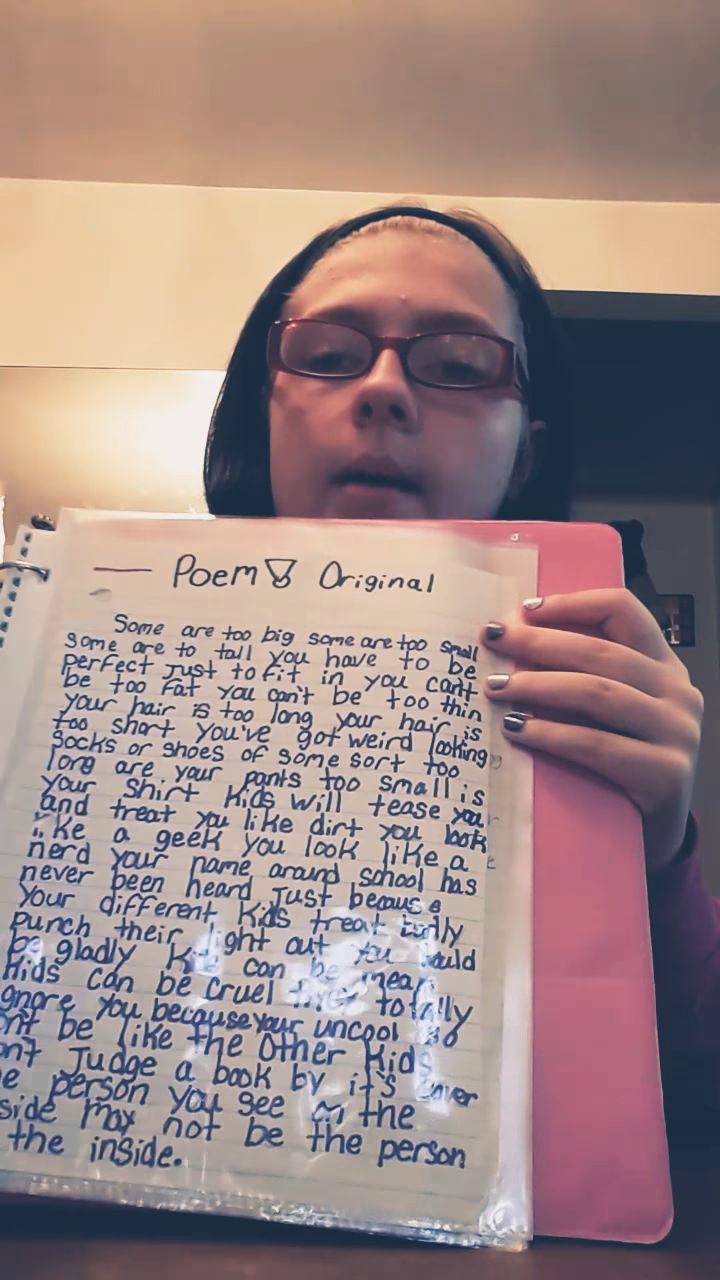 Poem Original
Some are too big some are too small
some are to tall you have to be
perfect just to fit in you can't
be too fat you can't be too thin
your hair is too long your hair is
too short you've got weird looking
socks or shoes of some sort too
long are your pants too small is
your shirt kids will tease you
and treat you like dirt you look
like a geek you look like a
nerd your name around school has
never been heard Just because
your different kids treat badly
punch their light out you would
be gladly kids can be mean
kids can be cruel they totally
gnore you because your uncool so
on't be like the other kids
on't Judge a book by it's cover
e person you see on the
side may not be the person
the inside.